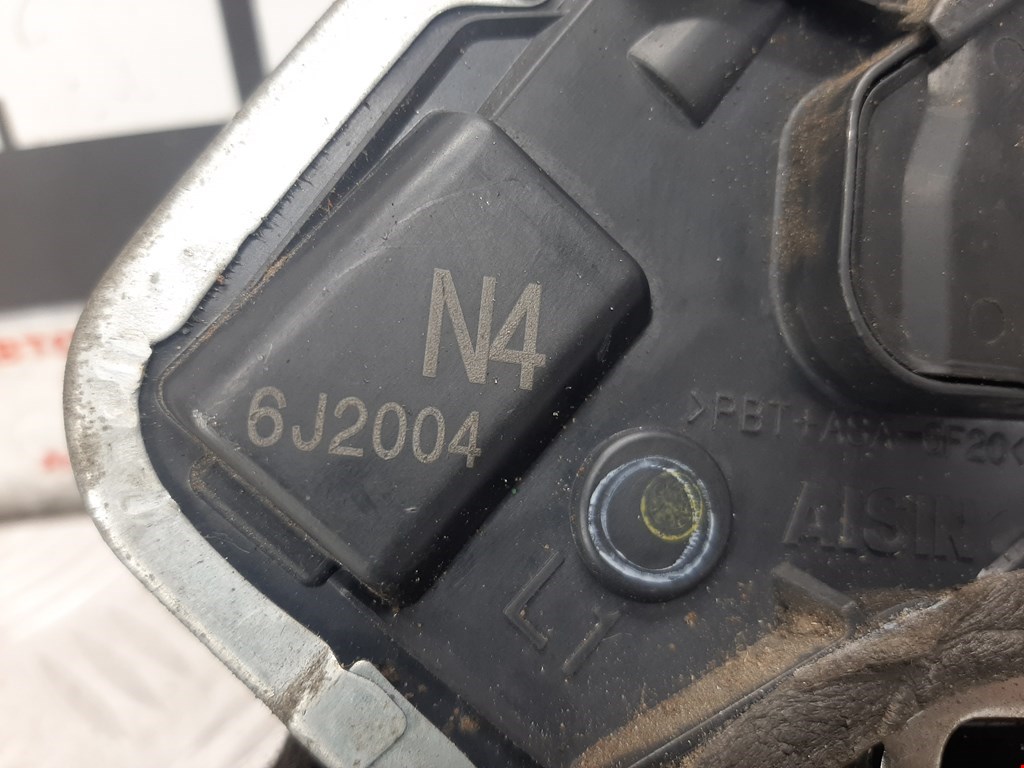 N4
6J2004
>PBT+ASA-GF20<
AISIN